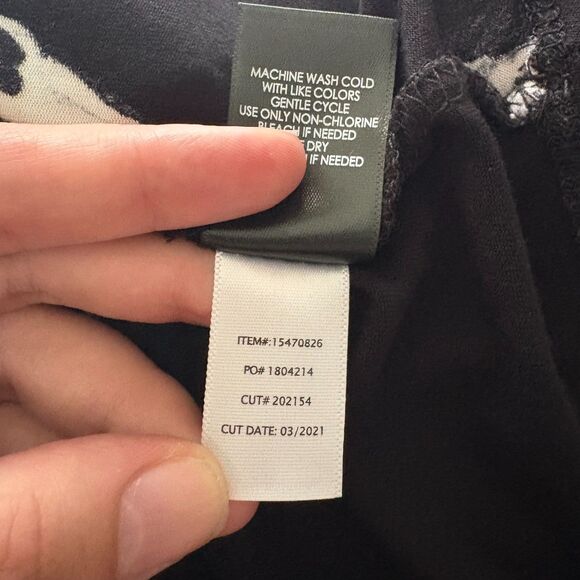 MACHINE WASH COLD
WITH LIKE COLORS
GENTLE CYCLE
USE ONLY NON-CHLORINE
BLEACH IF NEEDED
DRY
IF NEEDED
ITEM#:15470826
PO# 1804214
CUT# 202154
CUT DATE: 03/2021